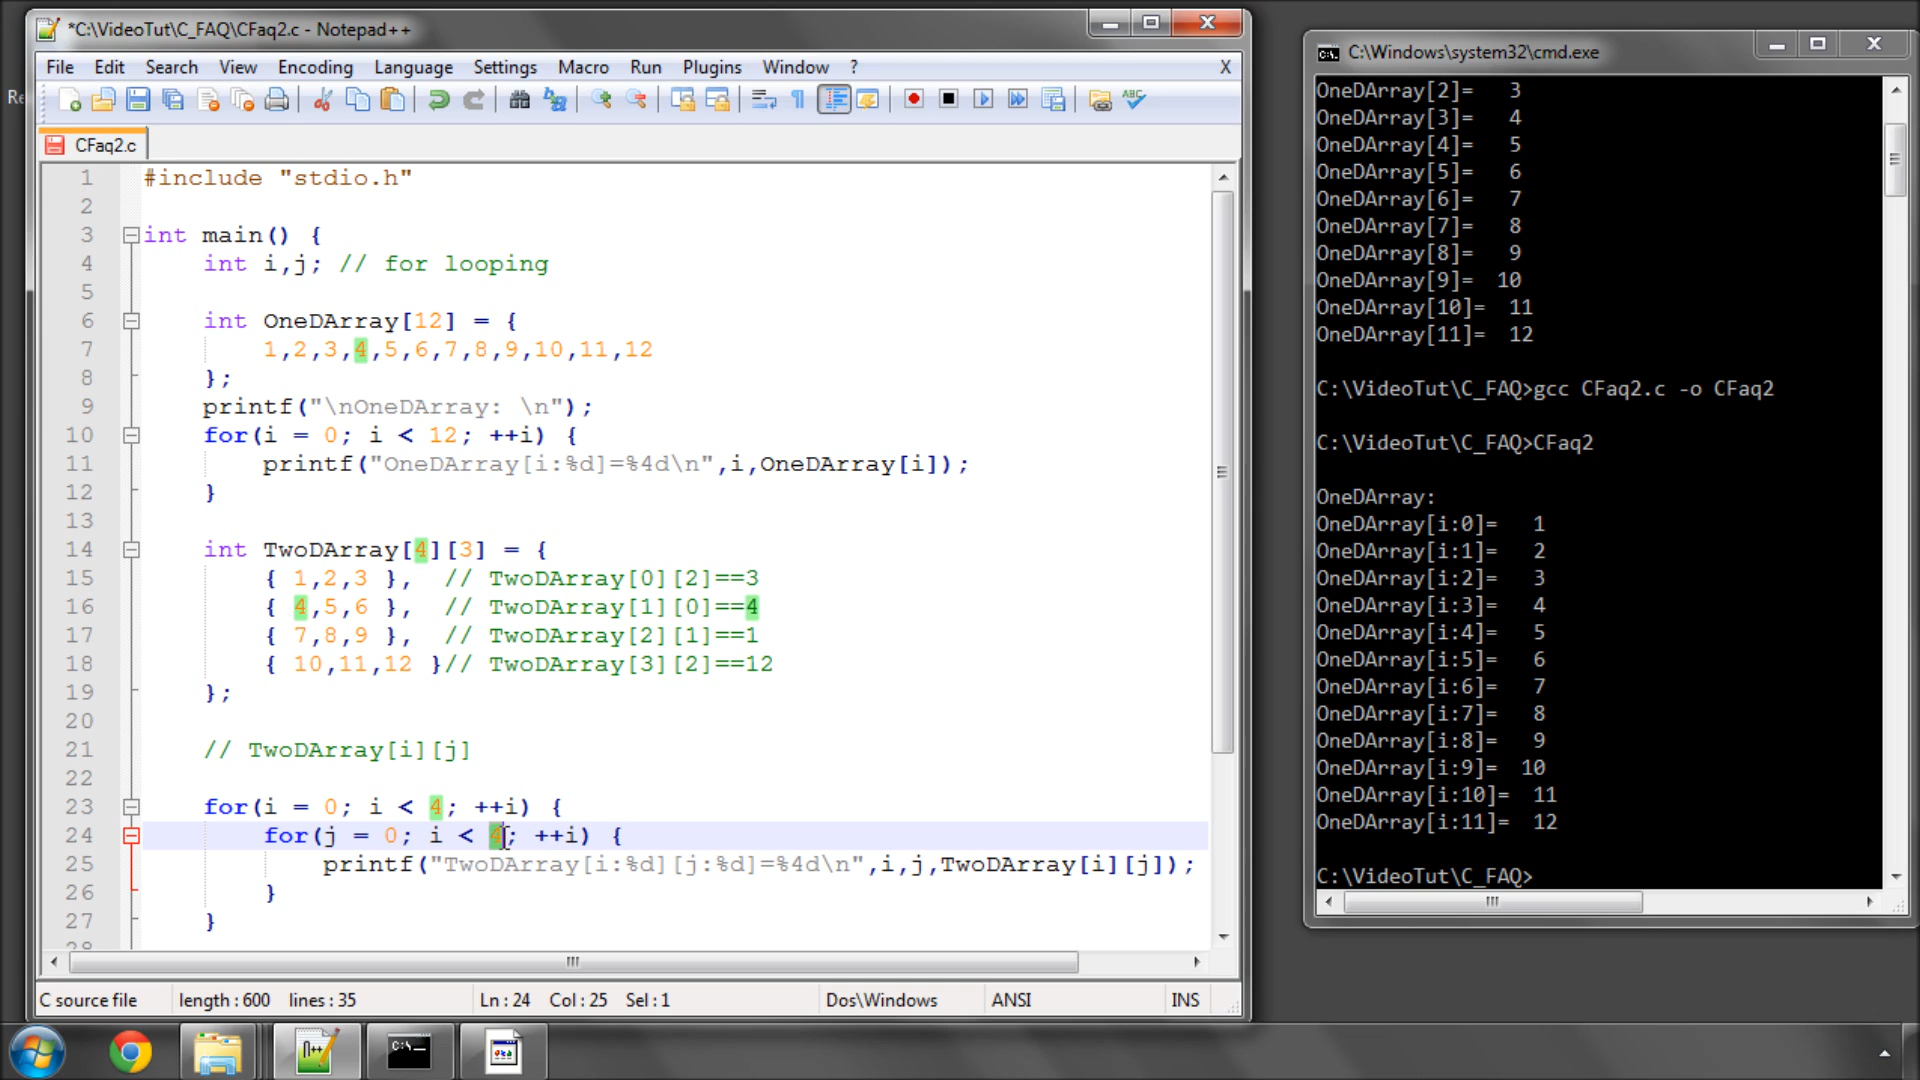 *C:\VideoTut\C_FAQ\CFaq2.c - Notepad++
File Edit Search View Encoding Language Settings Macro Run Plugins Window ? X
Re
CFaq2.c
1 #include "stdio.h"
2
3 int main() {
4 int i,j; // for looping
5
6 int OneDArray[12] = {
7 1,2,3,4,5,6,7,8,9,10,11,12
8 };
9 printf("\nOneDArray: \n");
10 for(i = 0; i < 12; ++i) {
11 printf("OneDArray[i:%d]=%4d\n",i,OneDArray[i]);
12 }
13
14 int TwoDArray[4][3] = {
15 { 1,2,3 }, // TwoDArray[0][2]==3
16 { 4,5,6 }, // TwoDArray[1][0]==4
17 { 7,8,9 }, // TwoDArray[2][1]==1
18 { 10,11,12 }// TwoDArray[3][2]==12
19 };
20
21 // TwoDArray[i][j]
22
23 for(i = 0; i < 4; ++i) {
24 for(j = 0; i < 4; ++i) {
25 printf("TwoDArray[i:%d][j:%d]=%4d\n",i,j,TwoDArray[i][j]);
26 }
27 }
28
C source file length : 600 lines : 35 Ln : 24 Col : 25 Sel : 1 Dos\Windows ANSI INS
C:\Windows\system32\cmd.exe
OneDArray[2]= 3
OneDArray[3]= 4
OneDArray[4]= 5
OneDArray[5]= 6
OneDArray[6]= 7
OneDArray[7]= 8
OneDArray[8]= 9
OneDArray[9]= 10
OneDArray[10]= 11
OneDArray[11]= 12
C:\VideoTut\C_FAQ>gcc CFaq2.c -o CFaq2
C:\VideoTut\C_FAQ>CFaq2
OneDArray:
OneDArray[i:0]= 1
OneDArray[i:1]= 2
OneDArray[i:2]= 3
OneDArray[i:3]= 4
OneDArray[i:4]= 5
OneDArray[i:5]= 6
OneDArray[i:6]= 7
OneDArray[i:7]= 8
OneDArray[i:8]= 9
OneDArray[i:9]= 10
OneDArray[i:10]= 11
OneDArray[i:11]= 12
C:\VideoTut\C_FAQ>